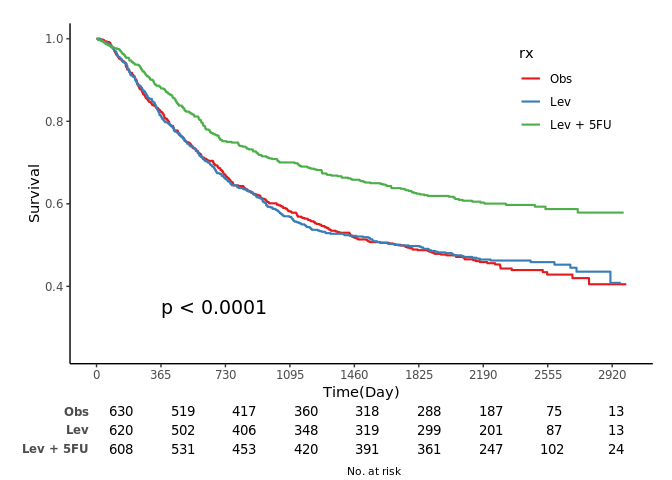 1.0
0.8
0.6
0.4
Survival
rx
Obs
Lev
Lev + 5FU
p < 0.0001
0 365 730 1095 1460 1825 2190 2555 2920
Time(Day)
Obs 630 519 417 360 318 288 187 75 13
Lev 620 502 406 348 319 299 201 87 13
Lev + 5FU 608 531 453 420 391 361 247 102 24
No. at risk